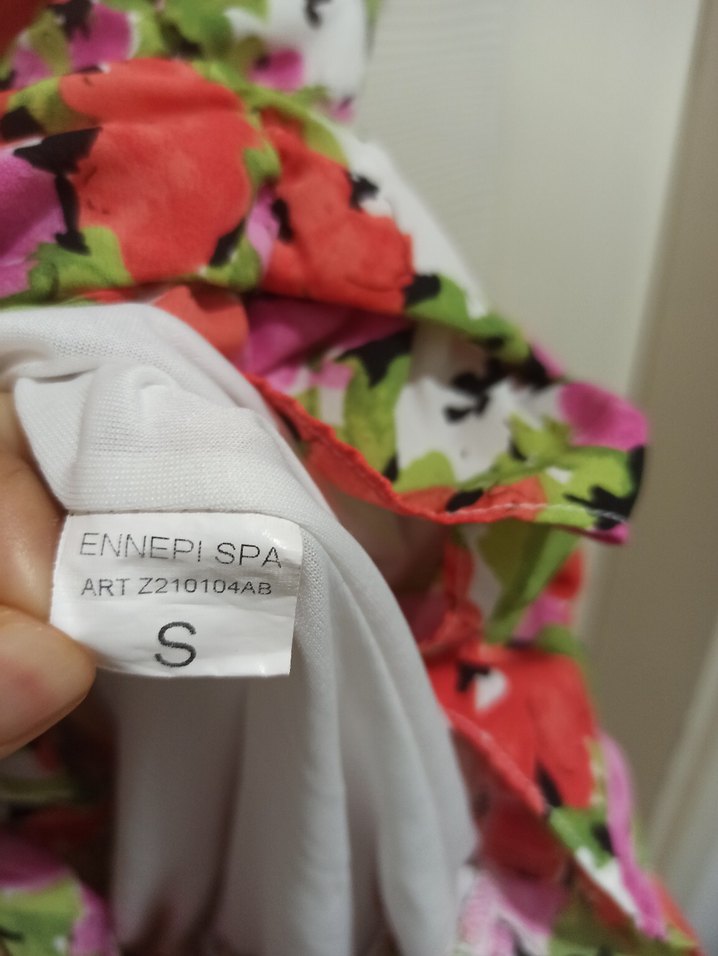 ENNEPI SPA
ART Z210104AB
S